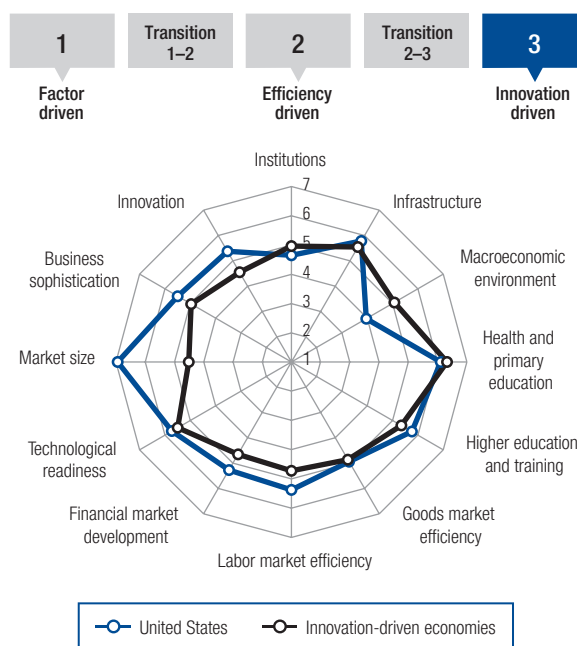 1
Transition
1–2
2
Transition
2–3
3
Factor
driven
Efficiency
driven
Innovation
driven
Institutions
7
6
5
4
3
2
1
Infrastructure
Macroeconomic
environment
Health and
primary
education
Higher education
and training
Goods market
efficiency
Labor market efficiency
Financial market
development
Technological
readiness
Market size
Business
sophistication
Innovation
United States
Innovation-driven economies